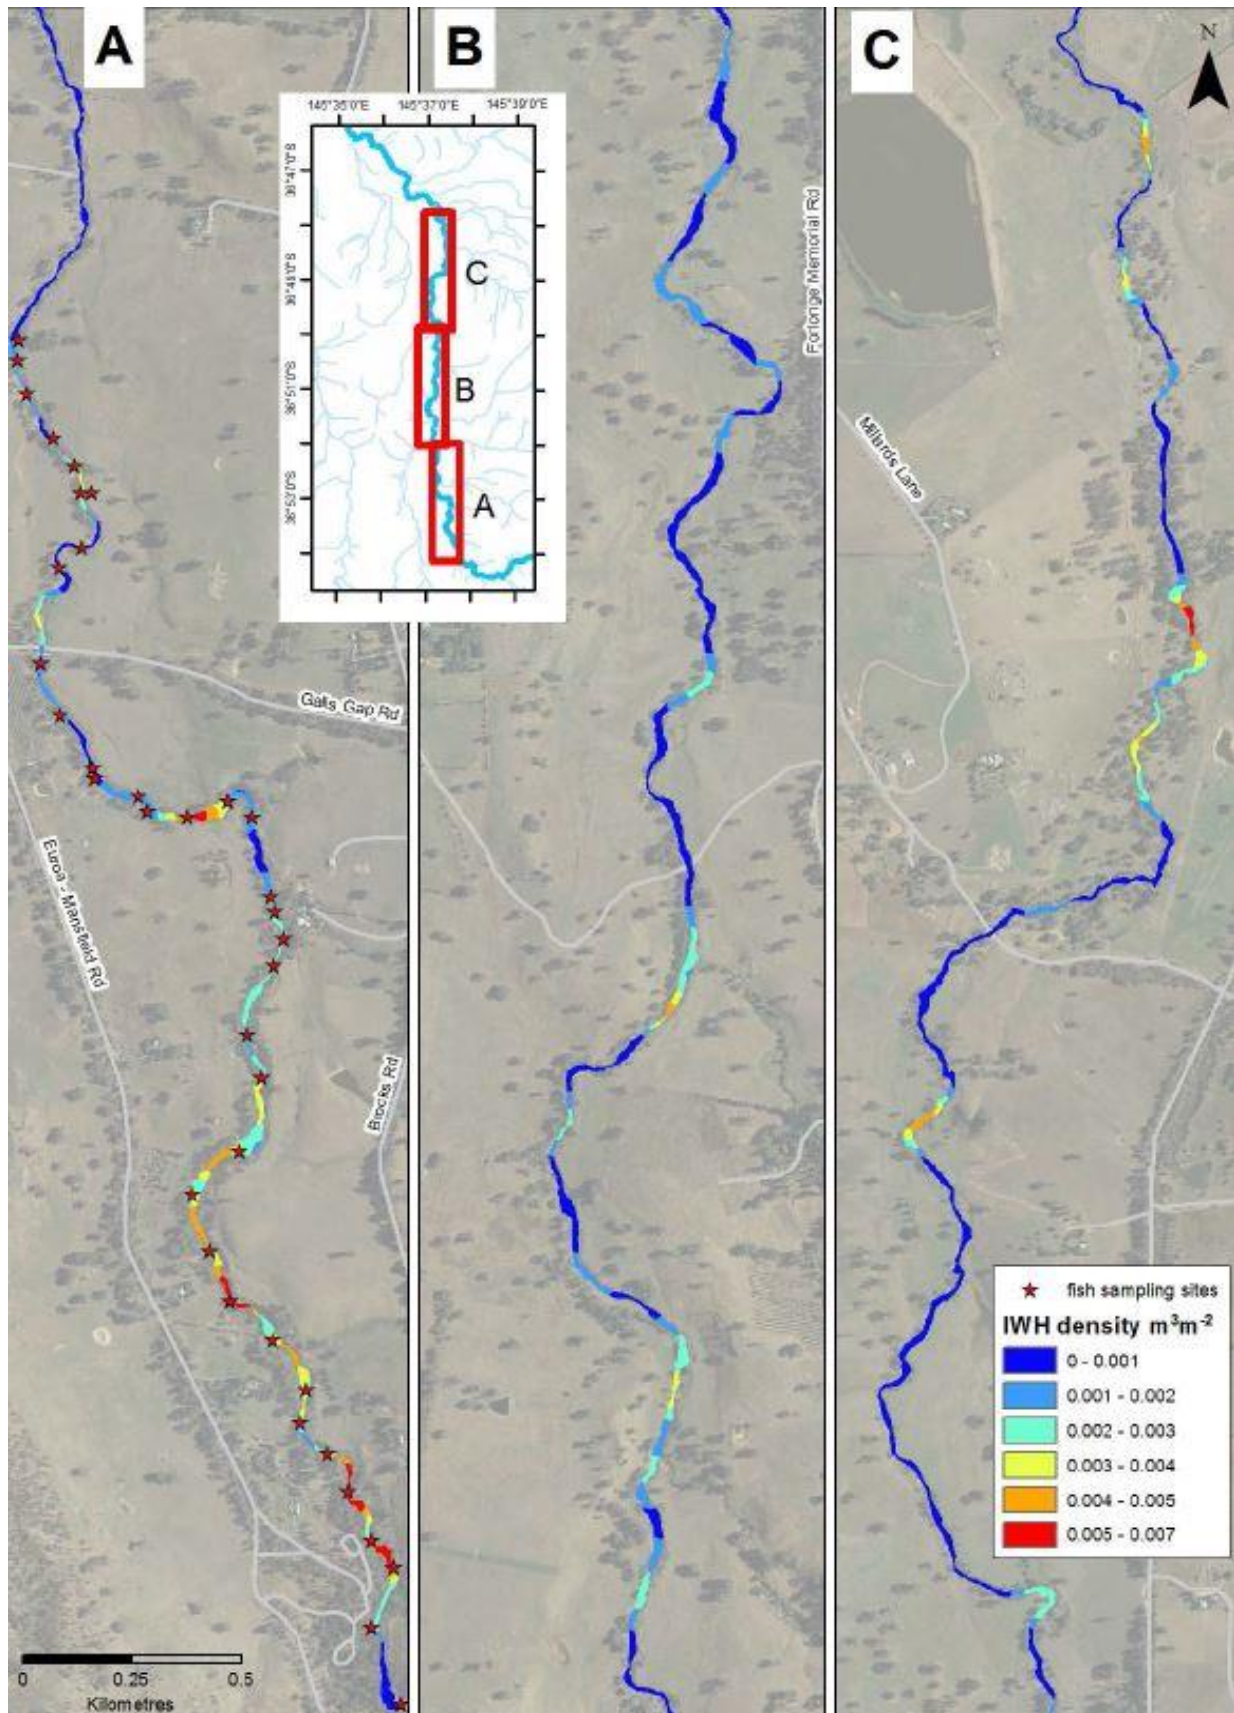 A
B
C
N
145°35'0"E 145°37'0"E 145°39'0"E
36°47'0"S
36°49'0"S
36°51'0"S
36°53'0"S
C
B
A
Forlonge Memorial Rd
Millards Lane
Galls Gap Rd
Euroa - Mansfield Rd
Brocks Rd
fish sampling sites
IWH density m³m⁻²
0 - 0.001
0.001 - 0.002
0.002 - 0.003
0.003 - 0.004
0.004 - 0.005
0.005 - 0.007
0 0.25 0.5
Kilometres